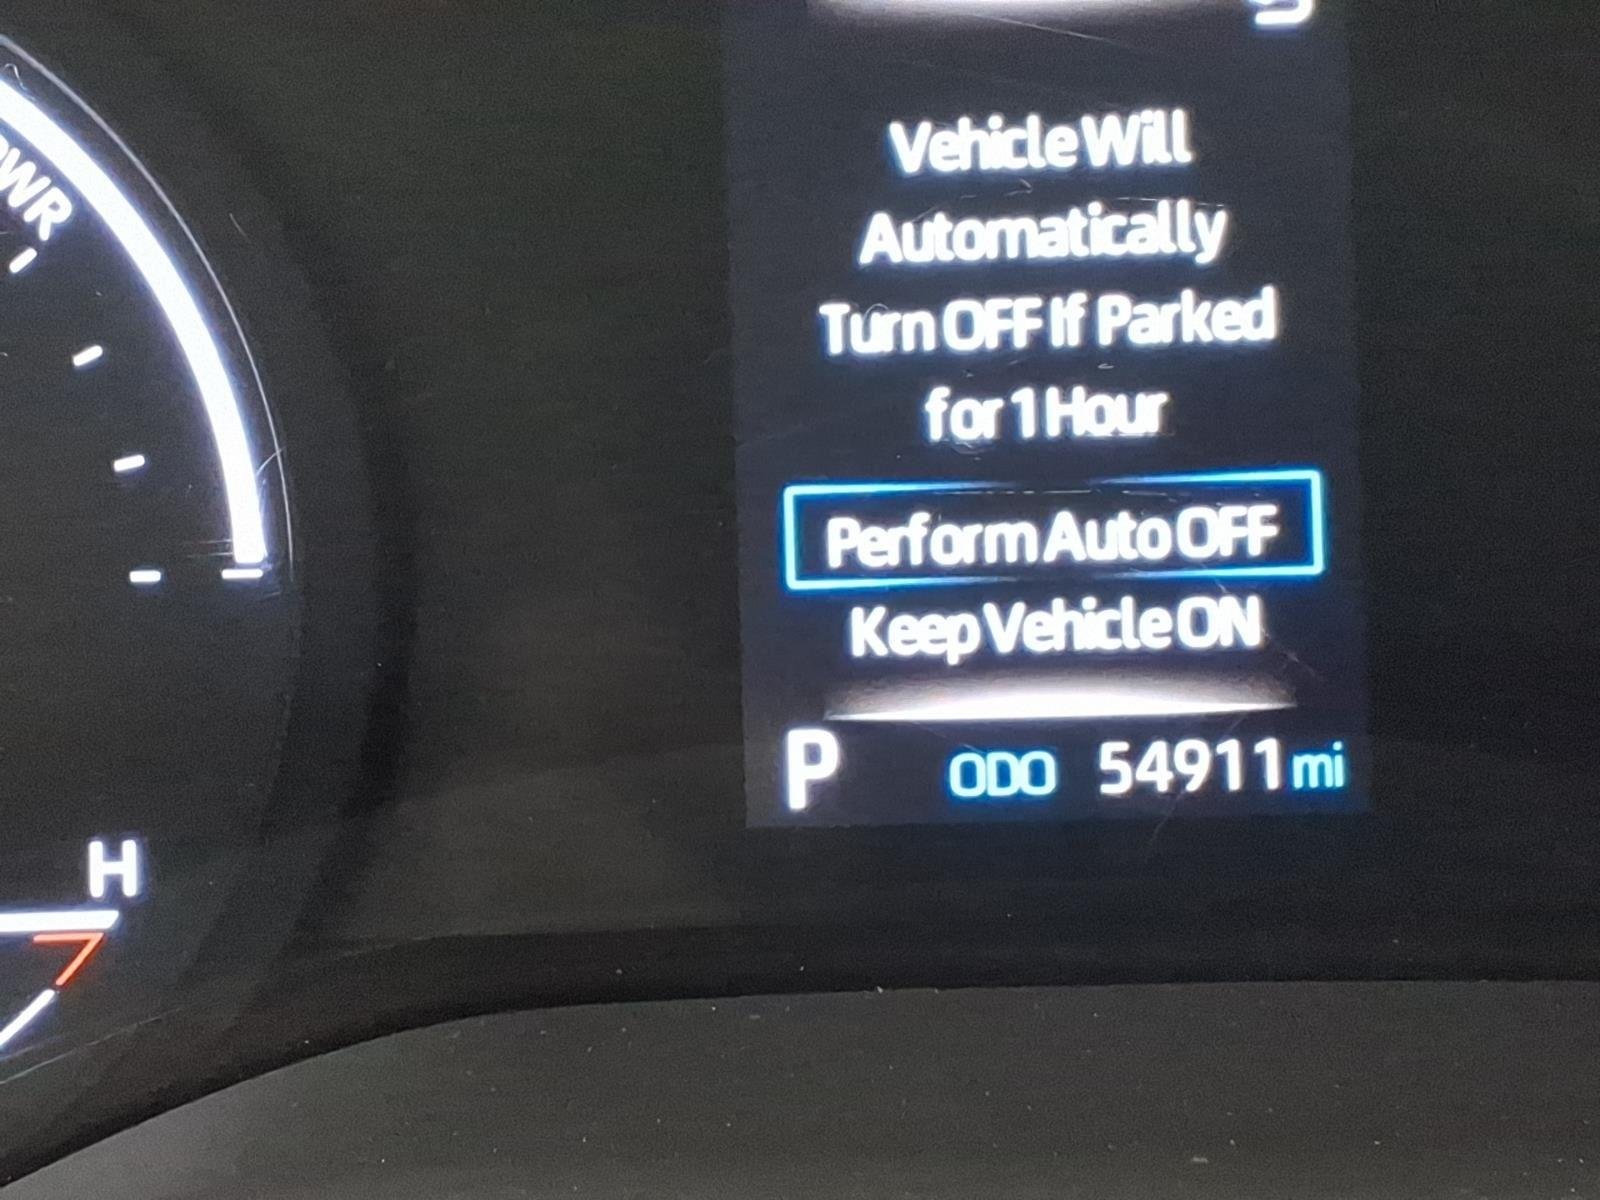 PWR
Vehicle Will
Automatically
Turn OFF If Parked
for 1 Hour
Perform Auto OFF
Keep Vehicle ON
P ODO 54911 mi
H